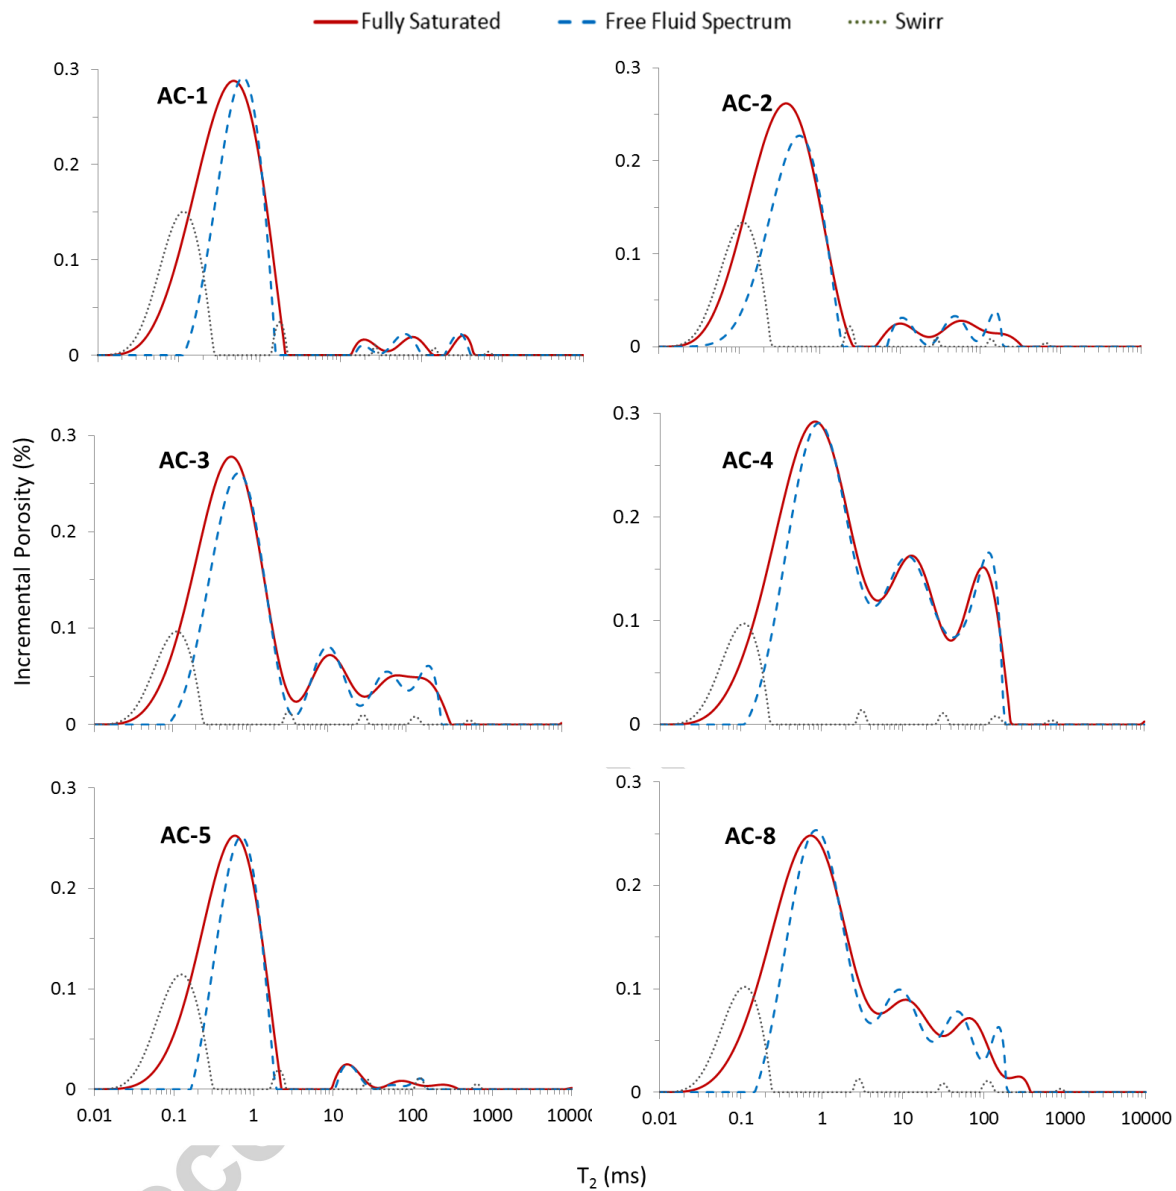 Fully Saturated Free Fluid Spectrum Swirr
0.3 0.3
AC-1 AC-2
0.2 0.2
0.1 0.1
0 0
Incremental Porosity (%)
0.3 0.3
AC-3 AC-4
0.2 0.2
0.1 0.1
0 0
0.3 0.3
AC-5 AC-8
0.2 0.2
0.1 0.1
0 0
0.01 0.1 1 10 100 1000 10000 0.01 0.1 1 10 100 1000 10000
T2 (ms)